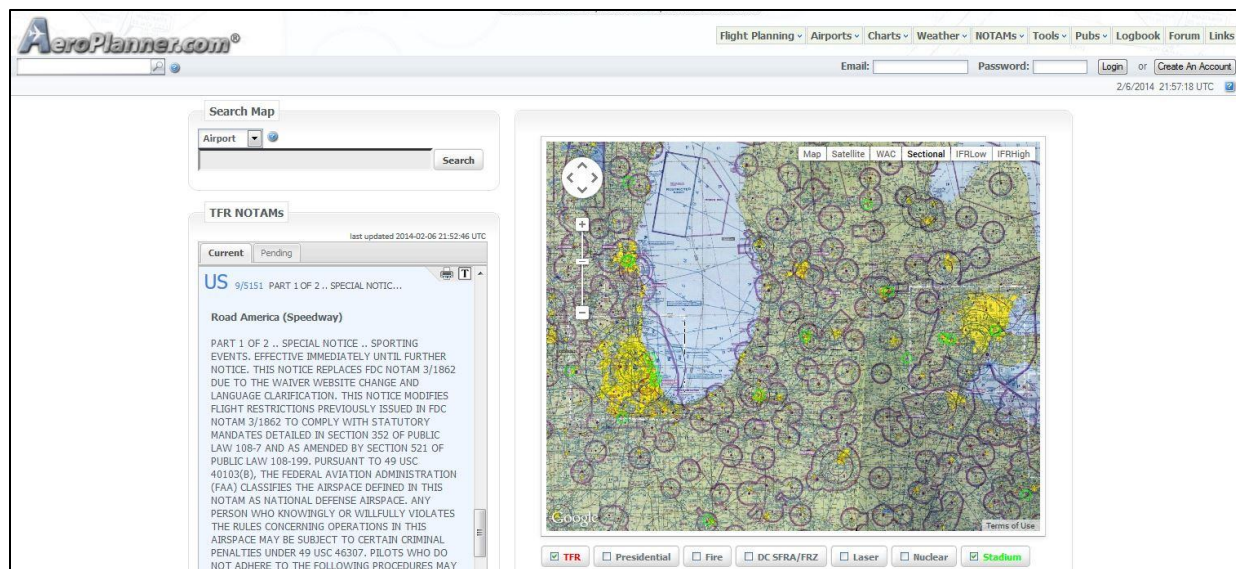 AeroPlanner.com®
Flight Planning Airports Charts Weather NOTAMs Tools Pubs Logbook Forum Links
Email: Password: Login or Create An Account
2/6/2014 21:57:18 UTC
Search Map
Airport
Search
TFR NOTAMs
last updated 2014-02-06 21:52:46 UTC
Current Pending
US 9/5151 PART 1 OF 2 .. SPECIAL NOTIC...
T
Road America (Speedway)
PART 1 OF 2 .. SPECIAL NOTICE .. SPORTING
EVENTS. EFFECTIVE IMMEDIATELY UNTIL FURTHER
NOTICE. THIS NOTICE REPLACES FDC NOTAM 3/1862
DUE TO THE WAIVER WEBSITE CHANGE AND
LANGUAGE CLARIFICATION. THIS NOTICE MODIFIES
FLIGHT RESTRICTIONS PREVIOUSLY ISSUED IN FDC
NOTAM 3/1862 TO COMPLY WITH STATUTORY
MANDATES DETAILED IN SECTION 352 OF PUBLIC
LAW 108-7 AND AS AMENDED BY SECTION 521 OF
PUBLIC LAW 108-199. PURSUANT TO 49 USC
40103(B), THE FEDERAL AVIATION ADMINISTRATION
(FAA) CLASSIFIES THE AIRSPACE DEFINED IN THIS
NOTAM AS NATIONAL DEFENSE AIRSPACE. ANY
PERSON WHO KNOWINGLY OR WILLFULLY VIOLATES
THE RULES CONCERNING OPERATIONS IN THIS
AIRSPACE MAY BE SUBJECT TO CERTAIN CRIMINAL
PENALTIES UNDER 49 USC 46307. PILOTS WHO DO
NOT ADHERE TO THE FOLLOWING PROCEDURES MAY
Map Satellite WAC Sectional IFRLow IFRHigh
Google
Terms of Use
TFR Presidential Fire DC SFRA/FRZ Laser Nuclear Stadium